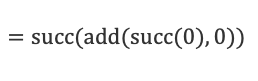 = succ(add(succ(0), 0))